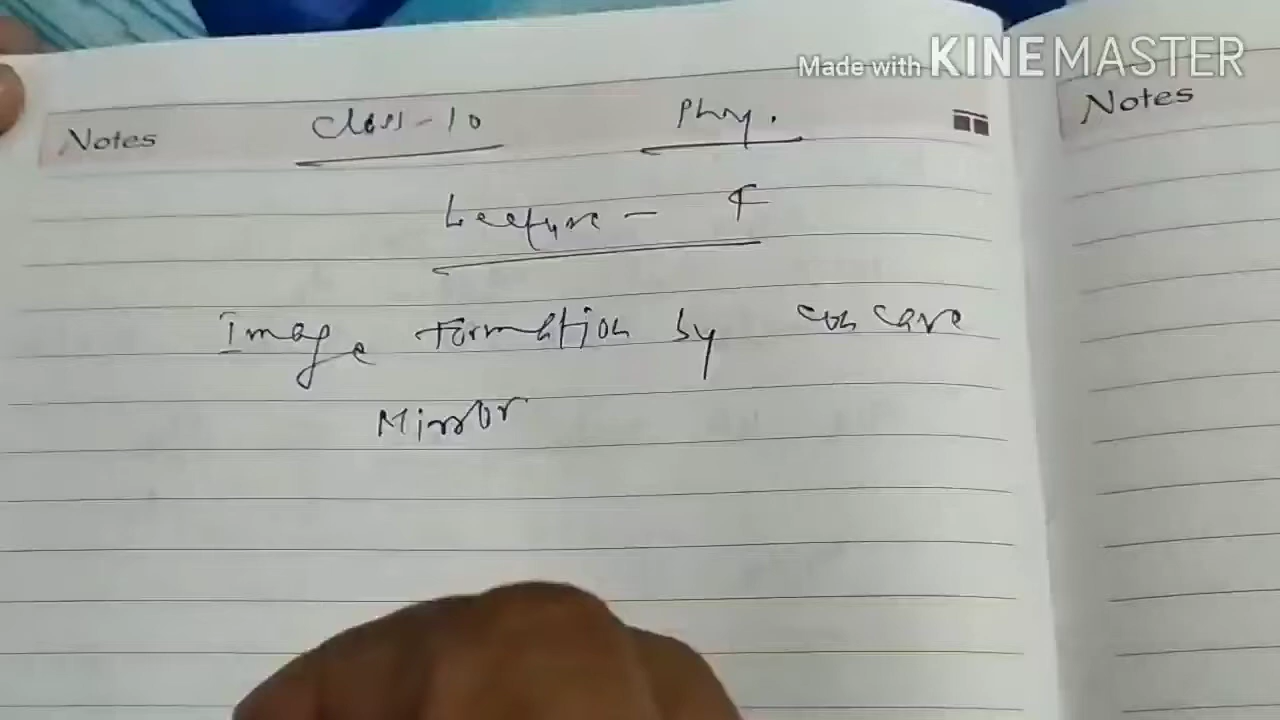 Made with KINEMASTER
Notes Class-10 Phy.
Notes
Lecture - 4
Image Formation by concave
Mirror